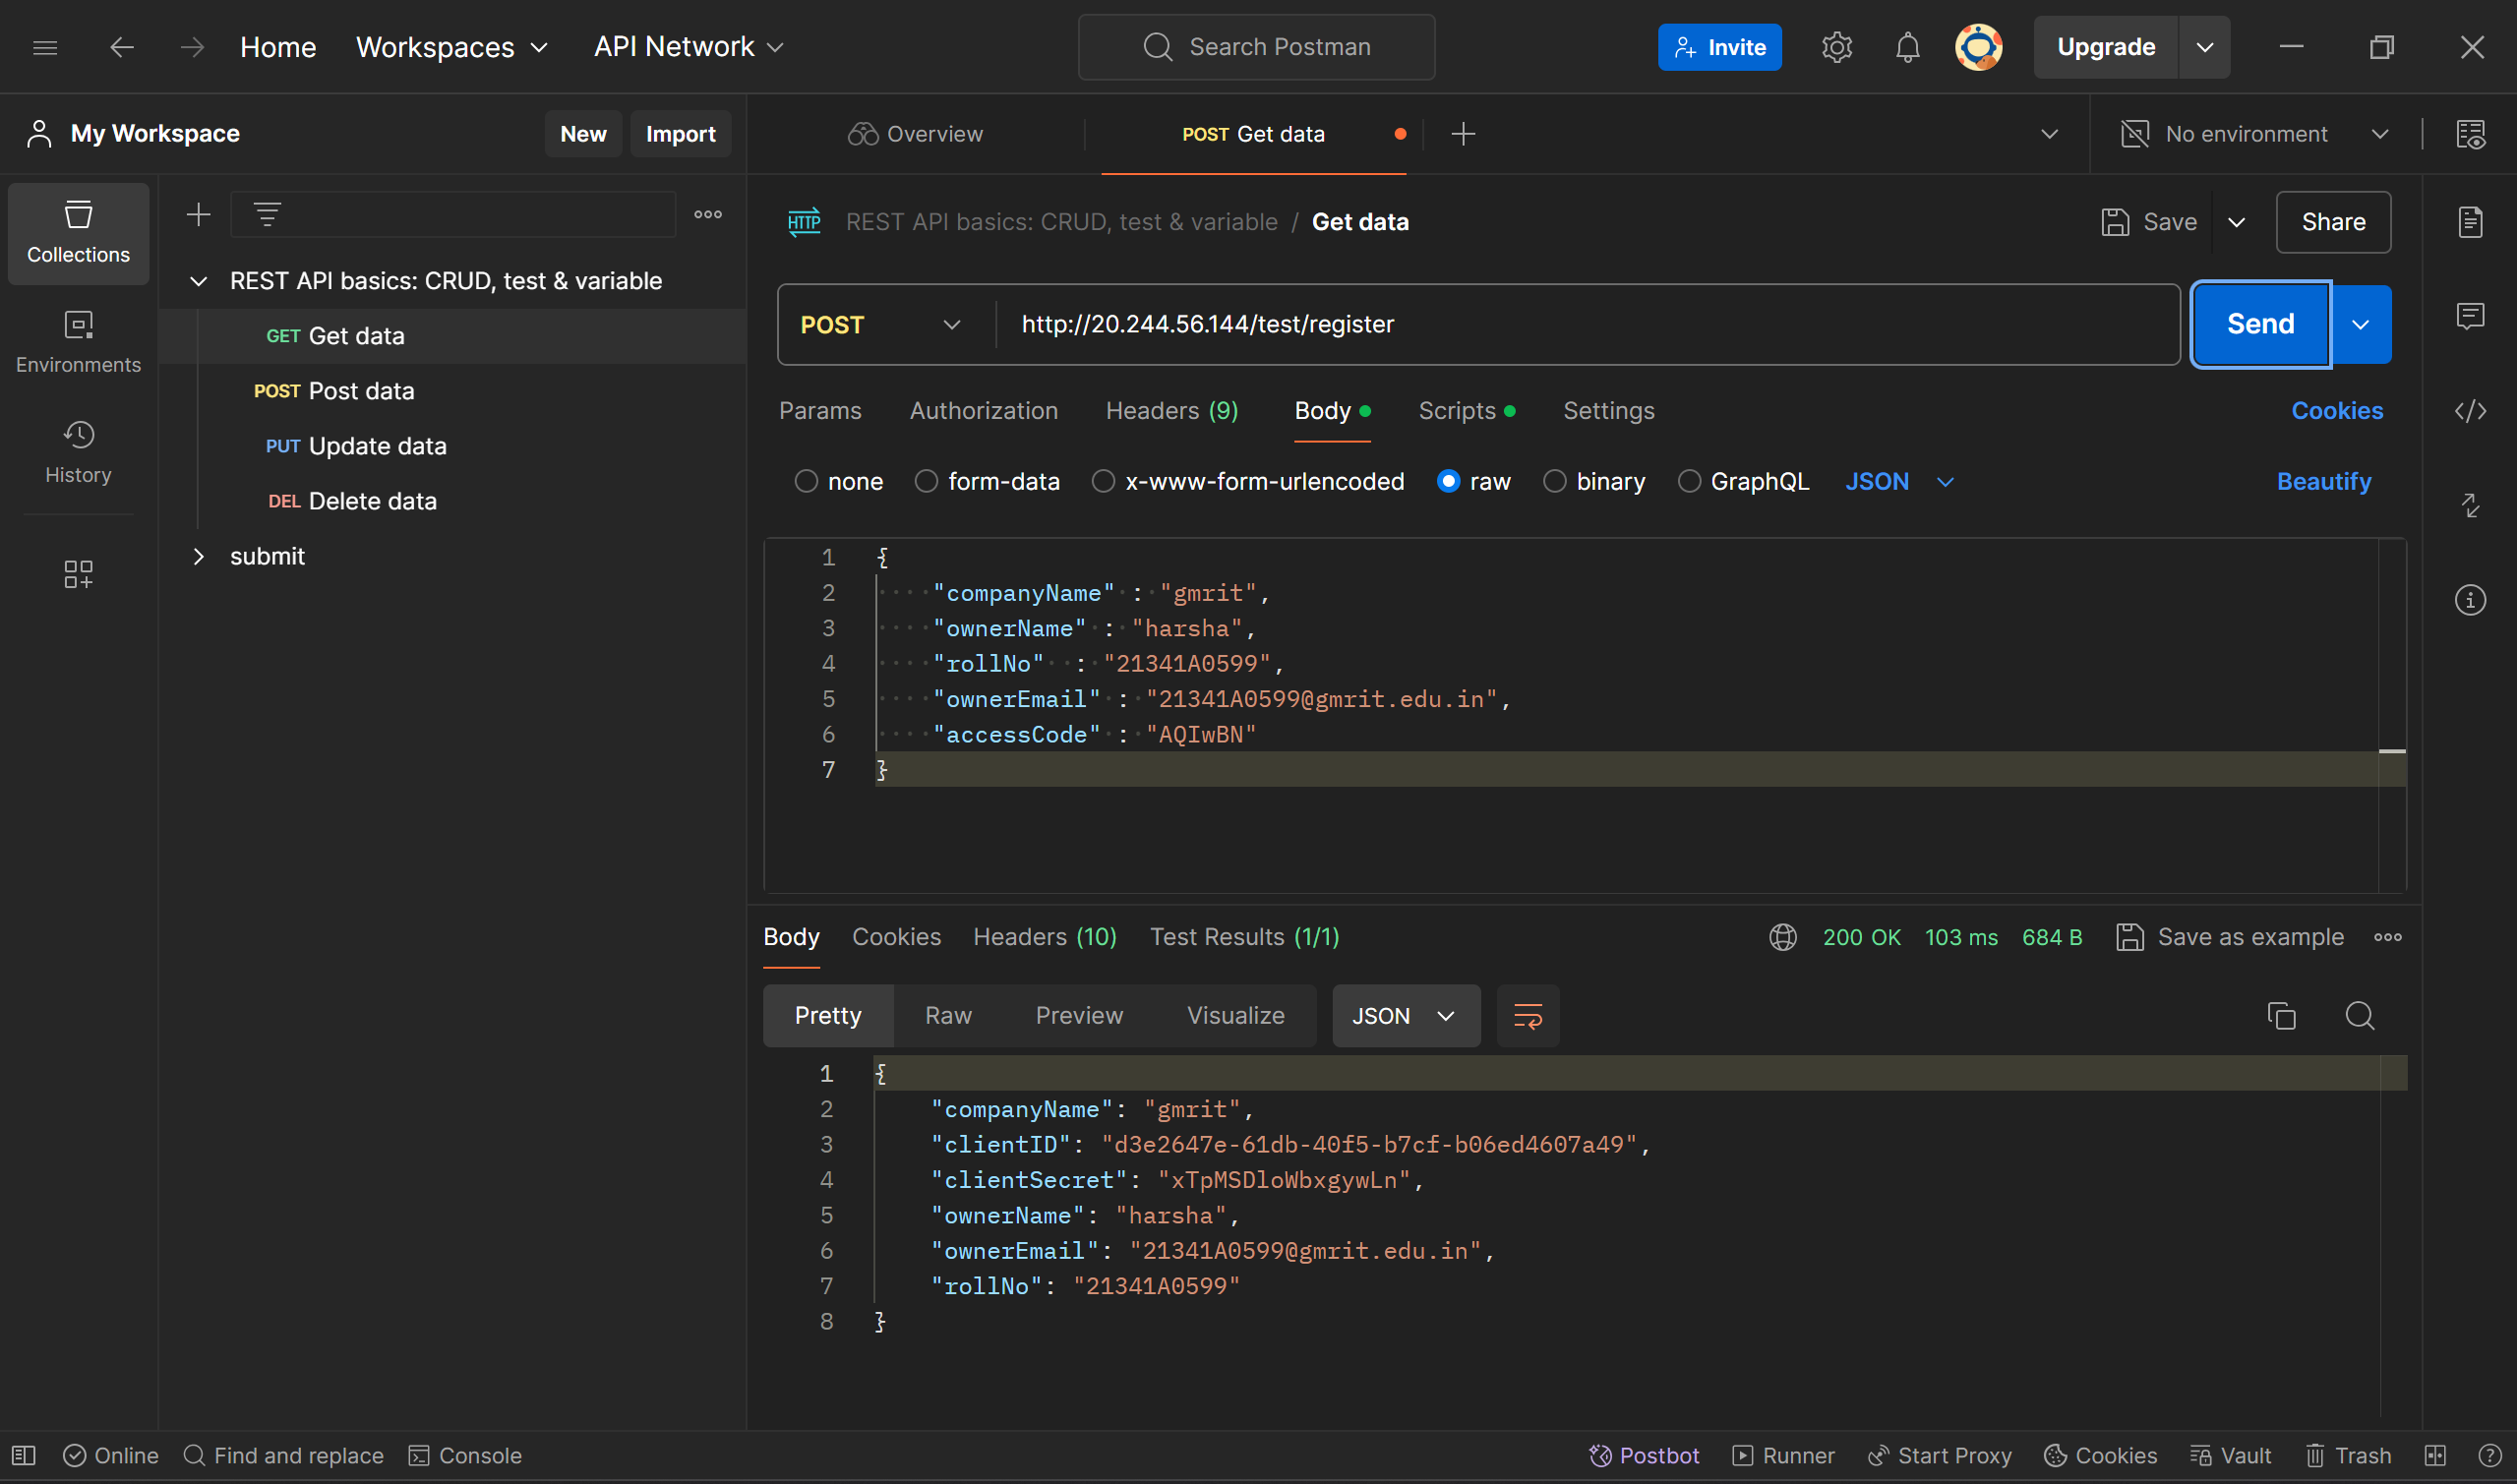 Home Workspaces API Network Search Postman Invite Upgrade
My Workspace New Import Overview POST Get data No environment
Collections
Environments
History
REST API basics: CRUD, test & variable
GET Get data
POST Post data
PUT Update data
DEL Delete data
submit
HTTP REST API basics: CRUD, test & variable / Get data Save Share
POST http://20.244.56.144/test/register Send
Params Authorization Headers (9) Body Scripts Settings Cookies
none form-data x-www-form-urlencoded raw binary GraphQL JSON Beautify
1 {
2 "companyName" : "gmrit",
3 "ownerName" : "harsha",
4 "rollNo" : "21341A0599",
5 "ownerEmail" : "21341A0599@gmrit.edu.in",
6 "accessCode" : "AQIwBN"
7 }
Body Cookies Headers (10) Test Results (1/1) 200 OK 103 ms 684 B Save as example
Pretty Raw Preview Visualize JSON
1 {
2 "companyName": "gmrit",
3 "clientID": "d3e2647e-61db-40f5-b7cf-b06ed4607a49",
4 "clientSecret": "xTpMSDloWbxgywLn",
5 "ownerName": "harsha",
6 "ownerEmail": "21341A0599@gmrit.edu.in",
7 "rollNo": "21341A0599"
8 }
Online Find and replace Console Postbot Runner Start Proxy Cookies Vault Trash